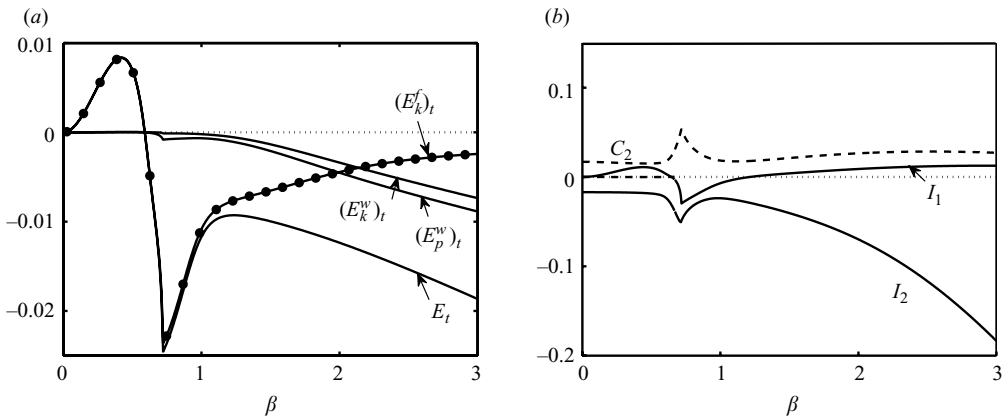 (a)
0.01
0
−0.01
−0.02
(E_k^f)_t
(E_k^w)_t
(E_p^w)_t
E_t
0
1
2
3
β
(b)
0.1
0
−0.1
−0.2
C_2
I_1
I_2
0
1
2
3
β